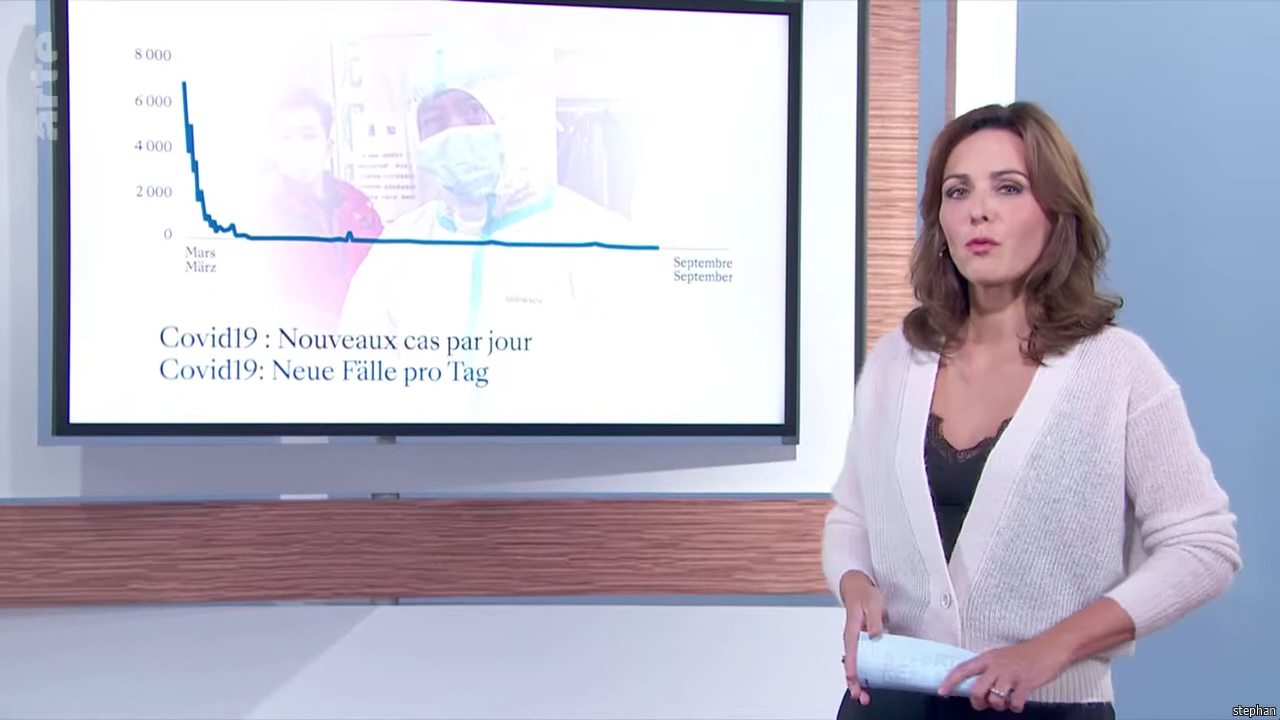 arte
8 000
6 000
4 000
2 000
0
Mars
März
Septembre
September
Covid19 : Nouveaux cas par jour
Covid19: Neue Fälle pro Tag
stephan